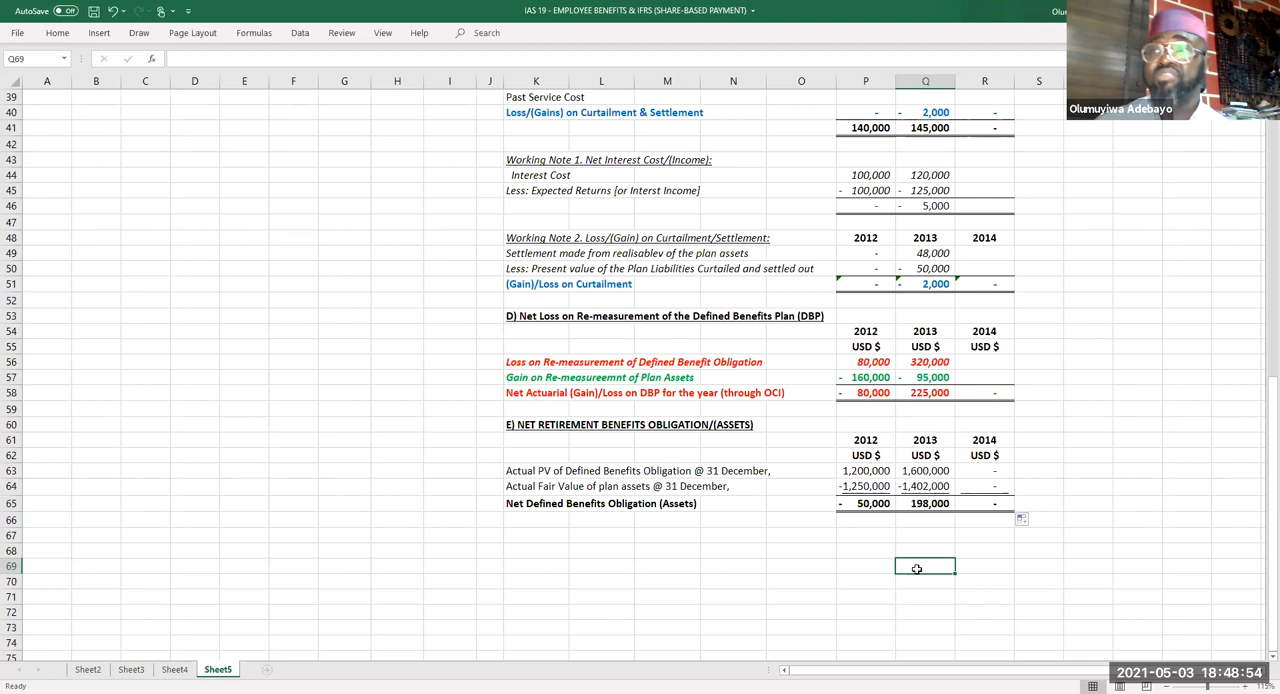 AutoSave Off IAS 19 - EMPLOYEE BENEFITS & IFRS (SHARE-BASED PAYMENT)
File Home Insert Draw Page Layout Formulas Data Review View Help Search
Olumuyiwa Adebayo
Q69 fx
A B C D E F G H I J K L M N O P Q R S
39 Past Service Cost
40 Loss/(Gains) on Curtailment & Settlement - - 2,000 -
41 140,000 145,000 -
42
43 Working Note 1. Net Interest Cost/(Income):
44 Interest Cost 100,000 120,000
45 Less: Expected Returns [or Interst Income] - 100,000 - 125,000
46 - - 5,000
47
48 Working Note 2. Loss/(Gain) on Curtailment/Settlement: 2012 2013 2014
49 Settlement made from realisablev of the plan assets - 48,000
50 Less: Present value of the Plan Liabilities Curtailed and settled out - - 50,000
51 (Gain)/Loss on Curtailment - - 2,000 -
52
53 D) Net Loss on Re-measurement of the Defined Benefits Plan (DBP)
54 2012 2013 2014
55 USD $ USD $ USD $
56 Loss on Re-measurement of Defined Benefit Obligation 80,000 320,000
57 Gain on Re-measureemnt of Plan Assets - 160,000 - 95,000
58 Net Actuarial (Gain)/Loss on DBP for the year (through OCI) - 80,000 225,000 -
59
60 E) NET RETIREMENT BENEFITS OBLIGATION/(ASSETS)
61 2012 2013 2014
62 USD $ USD $ USD $
63 Actual PV of Defined Benefits Obligation @ 31 December, 1,200,000 1,600,000 -
64 Actual Fair Value of plan assets @ 31 December, -1,250,000 -1,402,000 -
65 Net Defined Benefits Obligation (Assets) - 50,000 198,000 -
66
67
68
69
70
71
72
73
74
75
Sheet2 Sheet3 Sheet4 Sheet5
2021-05-03 18:48:54
Ready 115%